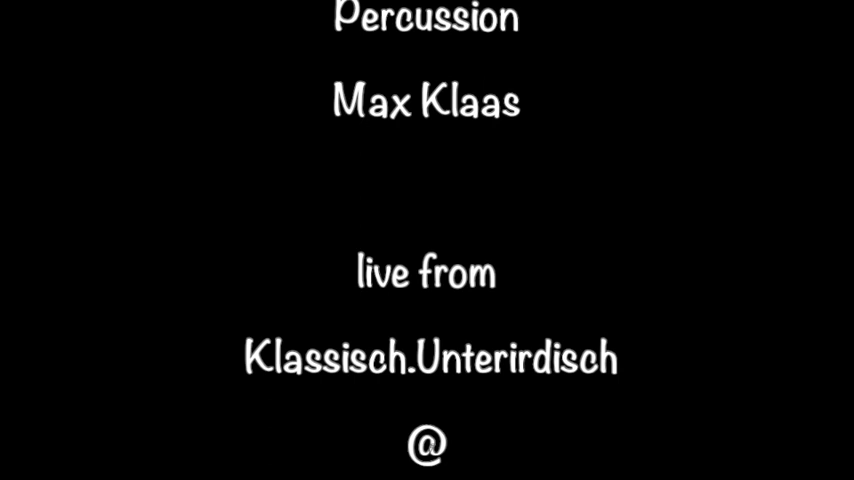 Percussion
Max Klaas
live from
Klassisch.Unterirdisch
@